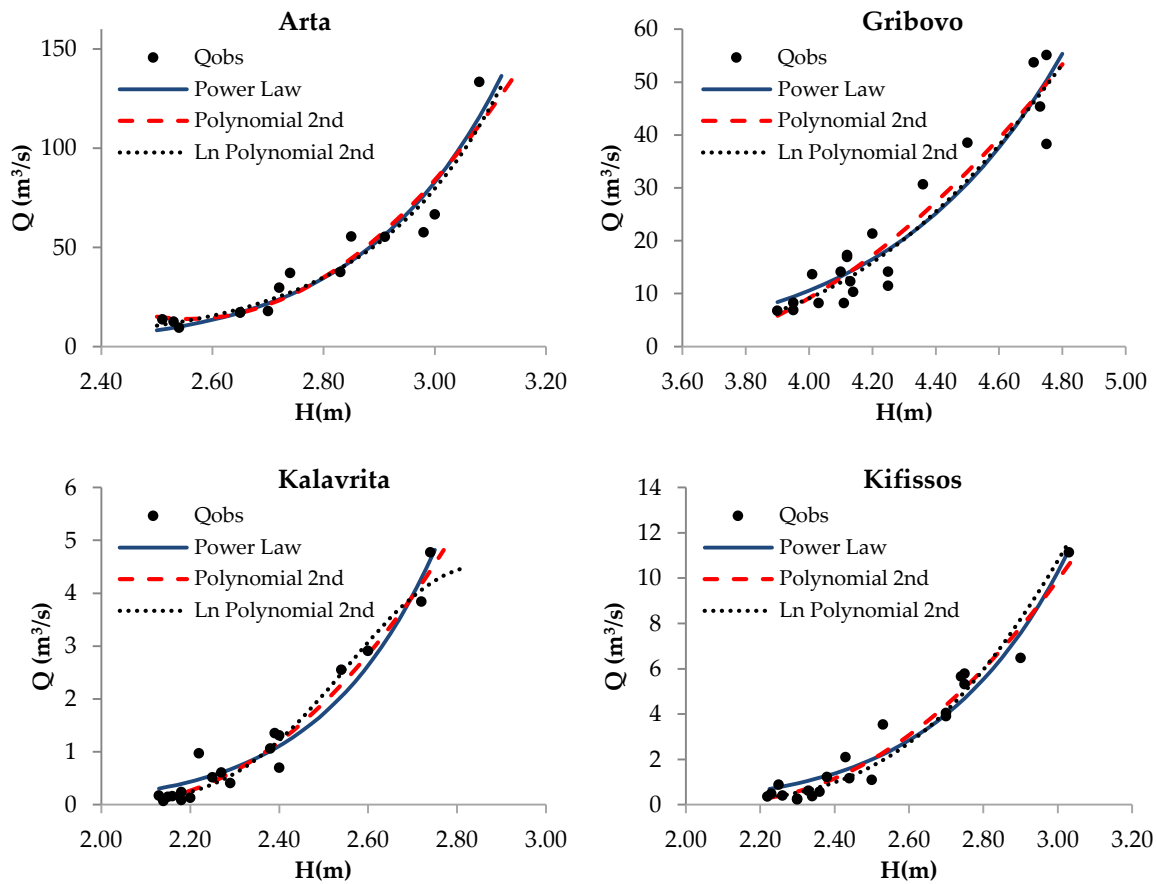 Arta
150
100
50
0
Q (m³/s)
Qobs
Power Law
Polynomial 2nd
Ln Polynomial 2nd
2.40 2.60 2.80 3.00 3.20
H(m)
Gribovo
60
50
40
30
20
10
0
Q (m³/s)
Qobs
Power Law
Polynomial 2nd
Ln Polynomial 2nd
3.60 3.80 4.00 4.20 4.40 4.60 4.80 5.00
H(m)
Kalavrita
6
5
4
3
2
1
0
Q (m³/s)
Qobs
Power Law
Polynomial 2nd
Ln Polynomial 2nd
2.00 2.20 2.40 2.60 2.80 3.00
H(m)
Kifissos
14
12
10
8
6
4
2
0
Q (m³/s)
Qobs
Power Law
Polynomial 2nd
Ln Polynomial 2nd
2.00 2.20 2.40 2.60 2.80 3.00 3.20
H(m)